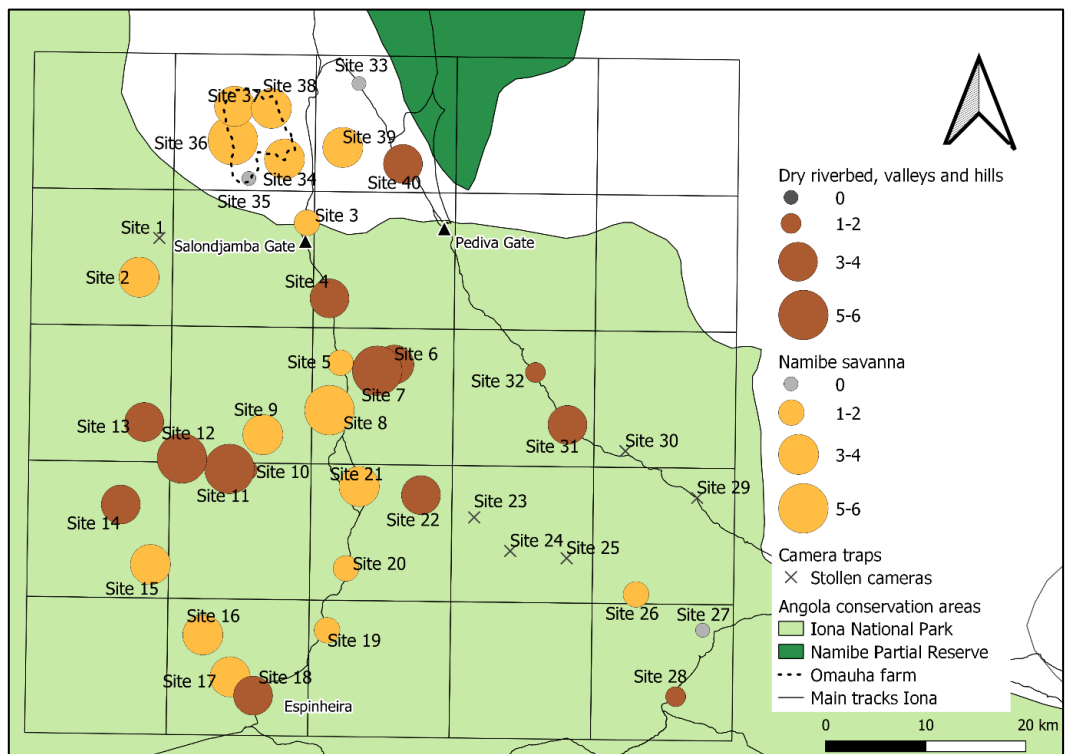 Site 33
Site 37
Site 38
Site 36
Site 39
Site 34
Site 40
Site 35
Site 3
Site 1
Salondjamba Gate
Pediva Gate
Site 2
Site 4
Site 5
Site 6
Site 7
Site 32
Site 9
Site 8
Site 13
Site 12
Site 31
Site 30
Site 10
Site 11
Site 21
Site 22
Site 29
Site 14
Site 23
Site 24
Site 25
Site 20
Site 15
Site 26
Site 16
Site 19
Site 27
Site 17
Site 18
Site 28
Espinheira
Dry riverbed, valleys and hills
0
1-2
3-4
5-6
Namibe savanna
0
1-2
3-4
5-6
Camera traps
Stollen cameras
Angola conservation areas
Iona National Park
Namibe Partial Reserve
Omauha farm
Main tracks Iona
0 10 20 km